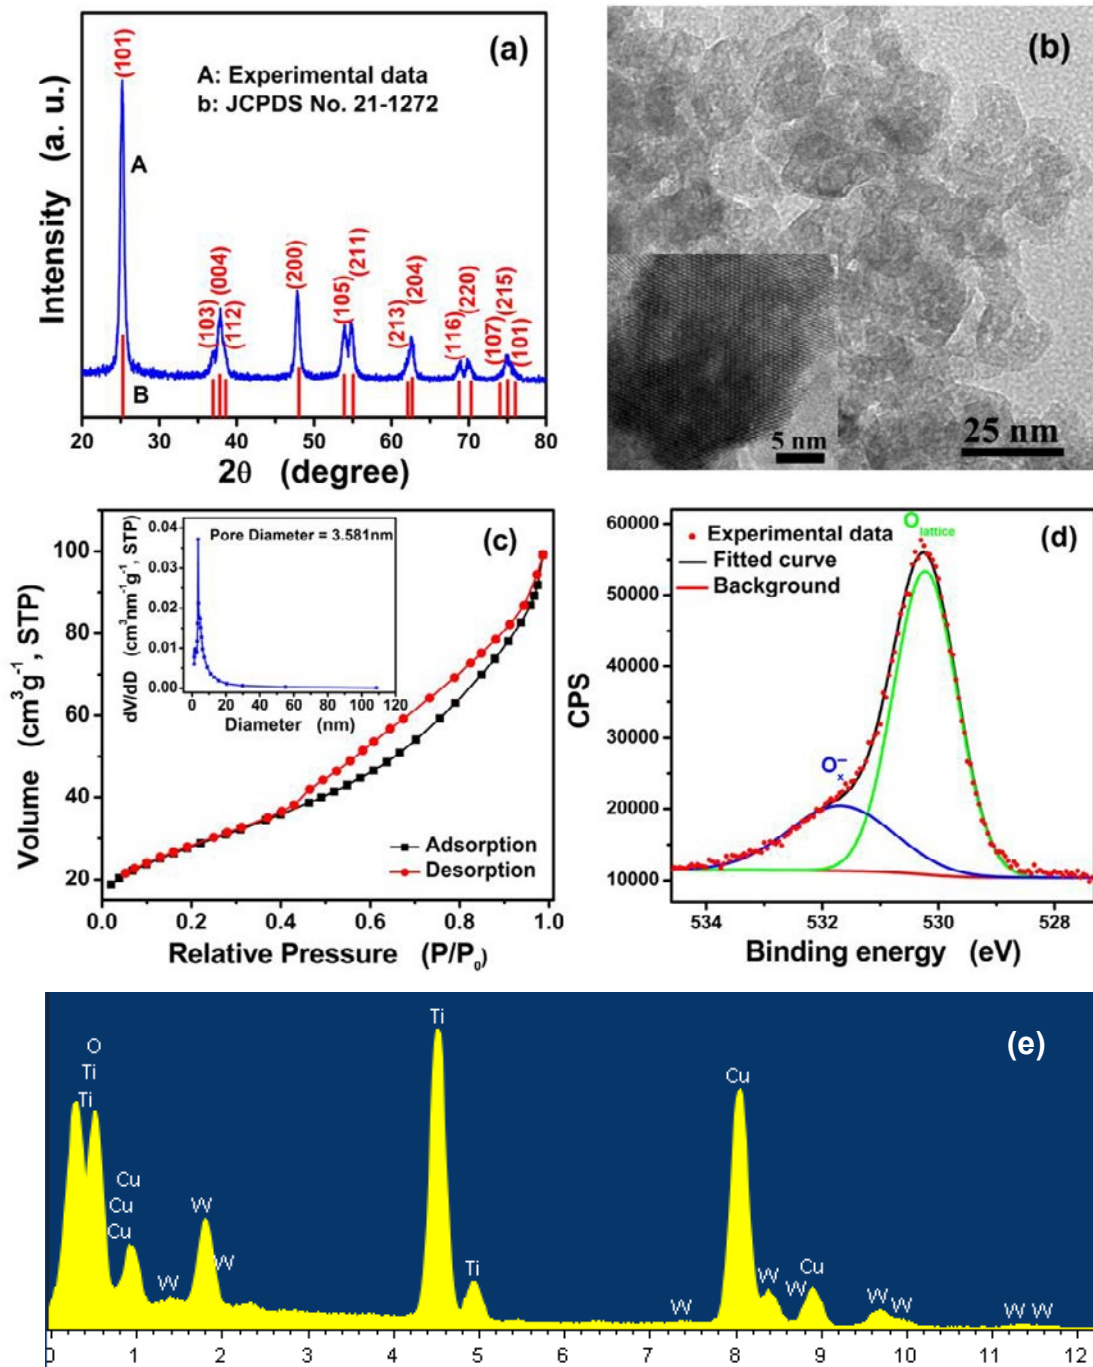 (a)
A: Experimental data
b: JCPDS No. 21-1272
(101)
A
(103)
(004)
(112)
(200)
(105)
(211)
(213)
(204)
(116)
(220)
(107)
(215)
(101)
B
Intensity (a. u.)
20 30 40 50 60 70 80
2θ (degree)
(b)
5 nm
25 nm
(c)
Pore Diameter = 3.581nm
dV/dD (cm³nm⁻¹g⁻¹, STP)
0.04
0.03
0.02
0.01
0.00
0 20 40 60 80 100 120
Diameter (nm)
Volume (cm³g⁻¹, STP)
100
80
60
40
20
Adsorption
Desorption
0.0 0.2 0.4 0.6 0.8 1.0
Relative Pressure (P/P₀)
(d)
O lattice
Experimental data
Fitted curve
Background
Oₓ⁻
CPS
60000
50000
40000
30000
20000
10000
534 532 530 528
Binding energy (eV)
(e)
O
Ti
Ti
Cu
Cu
Cu
W
W
W
Ti
Ti
W
Cu
W
W
Cu
W
W
W
W
0 1 2 3 4 5 6 7 8 9 10 11 12